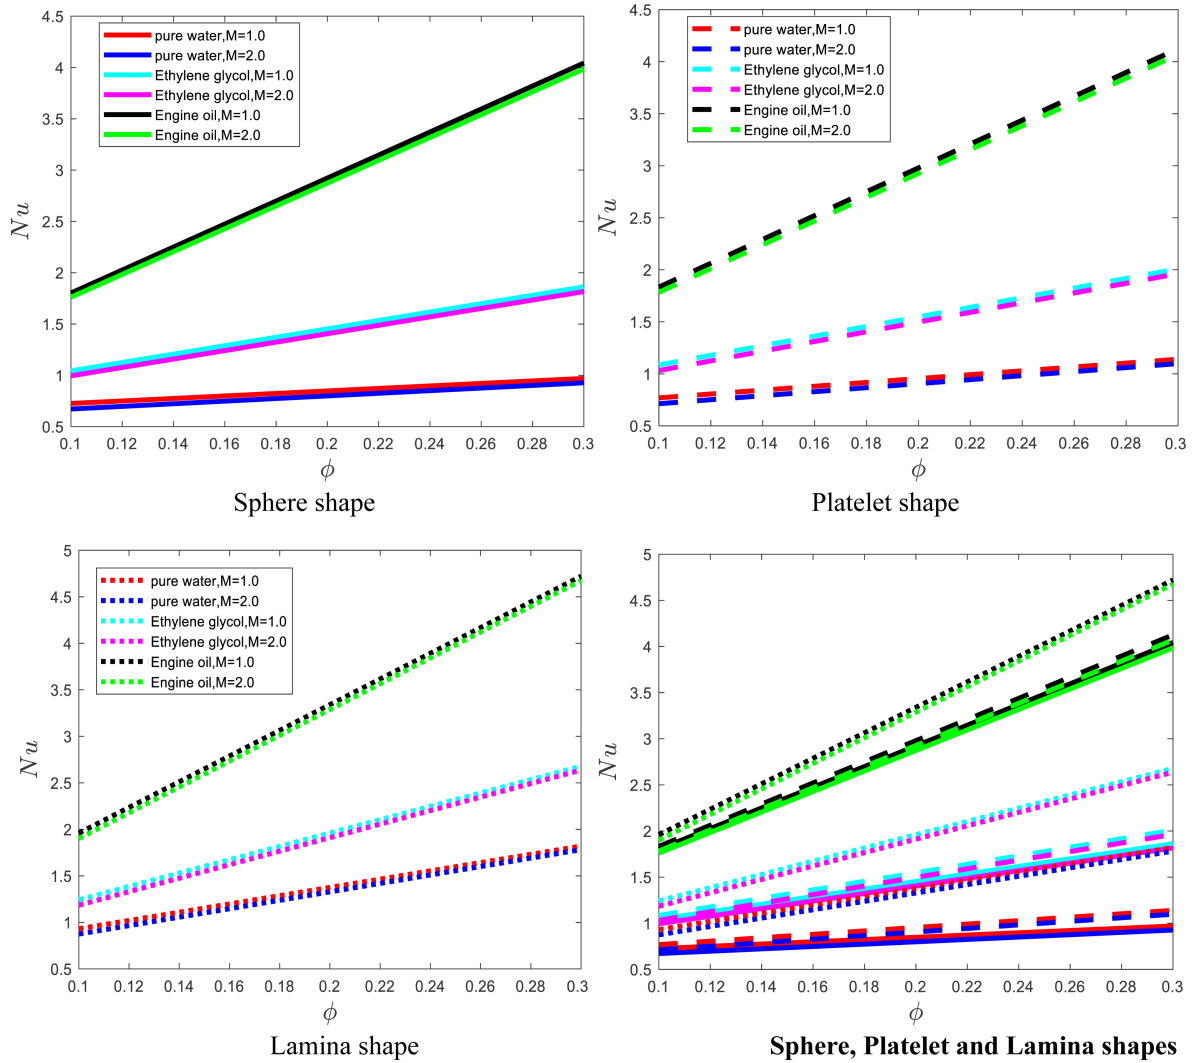 4.5
4
3.5
3
2.5
2
1.5
1
0.5
Nu
pure water,M=1.0
pure water,M=2.0
Ethylene glycol,M=1.0
Ethylene glycol,M=2.0
Engine oil,M=1.0
Engine oil,M=2.0
0.1 0.12 0.14 0.16 0.18 0.2 0.22 0.24 0.26 0.28 0.3
ϕ
Sphere shape
4.5
4
3.5
3
2.5
2
1.5
1
0.5
Nu
pure water,M=1.0
pure water,M=2.0
Ethylene glycol,M=1.0
Ethylene glycol,M=2.0
Engine oil,M=1.0
Engine oil,M=2.0
0.1 0.12 0.14 0.16 0.18 0.2 0.22 0.24 0.26 0.28 0.3
ϕ
Platelet shape
5
4.5
4
3.5
3
2.5
2
1.5
1
0.5
Nu
pure water,M=1.0
pure water,M=2.0
Ethylene glycol,M=1.0
Ethylene glycol,M=2.0
Engine oil,M=1.0
Engine oil,M=2.0
0.1 0.12 0.14 0.16 0.18 0.2 0.22 0.24 0.26 0.28 0.3
ϕ
Lamina shape
5
4.5
4
3.5
3
2.5
2
1.5
1
0.5
Nu
0.1 0.12 0.14 0.16 0.18 0.2 0.22 0.24 0.26 0.28 0.3
ϕ
Sphere, Platelet and Lamina shapes